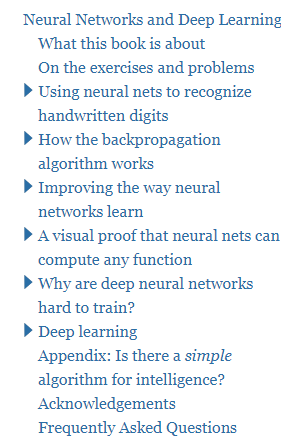 Neural Networks and Deep Learning
What this book is about
On the exercises and problems
Using neural nets to recognize
handwritten digits
How the backpropagation
algorithm works
Improving the way neural
networks learn
A visual proof that neural nets can
compute any function
Why are deep neural networks
hard to train?
Deep learning
Appendix: Is there a simple
algorithm for intelligence?
Acknowledgements
Frequently Asked Questions